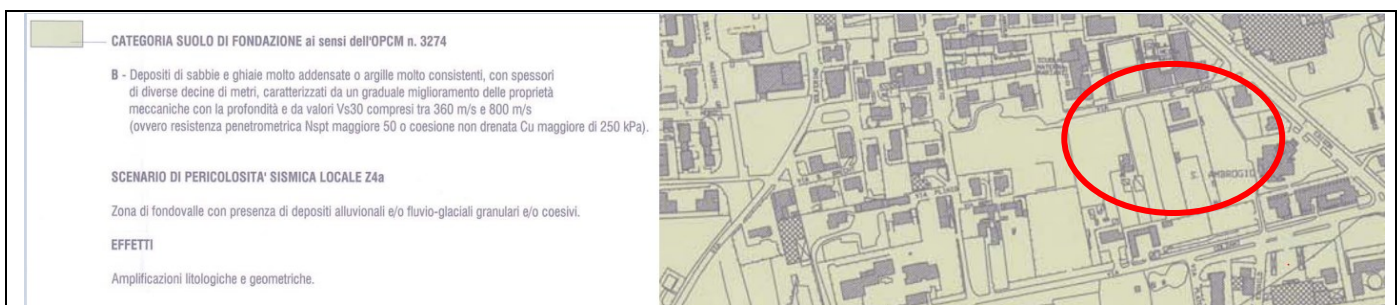 CATEGORIA SUOLO DI FONDAZIONE ai sensi dell'OPCM n. 3274
B - Depositi di sabbie e ghiaie molto addensate o argille molto consistenti, con spessori
di diverse decine di metri, caratterizzati da un graduale miglioramento delle proprietà
meccaniche con la profondità e da valori Vs30 compresi tra 360 m/s e 800 m/s
(ovvero resistenza penetrometrica Nspt maggiore 50 o coesione non drenata Cu maggiore di 250 kPa).
SCENARIO DI PERICOLOSITA' SISMICA LOCALE Z4a
Zona di fondovalle con presenza di depositi alluvionali e/o fluvio-glaciali granulari e/o coesivi.
EFFETTI
Amplificazioni litologiche e geometriche.
S. AMBROGIO
VIA PLINIO